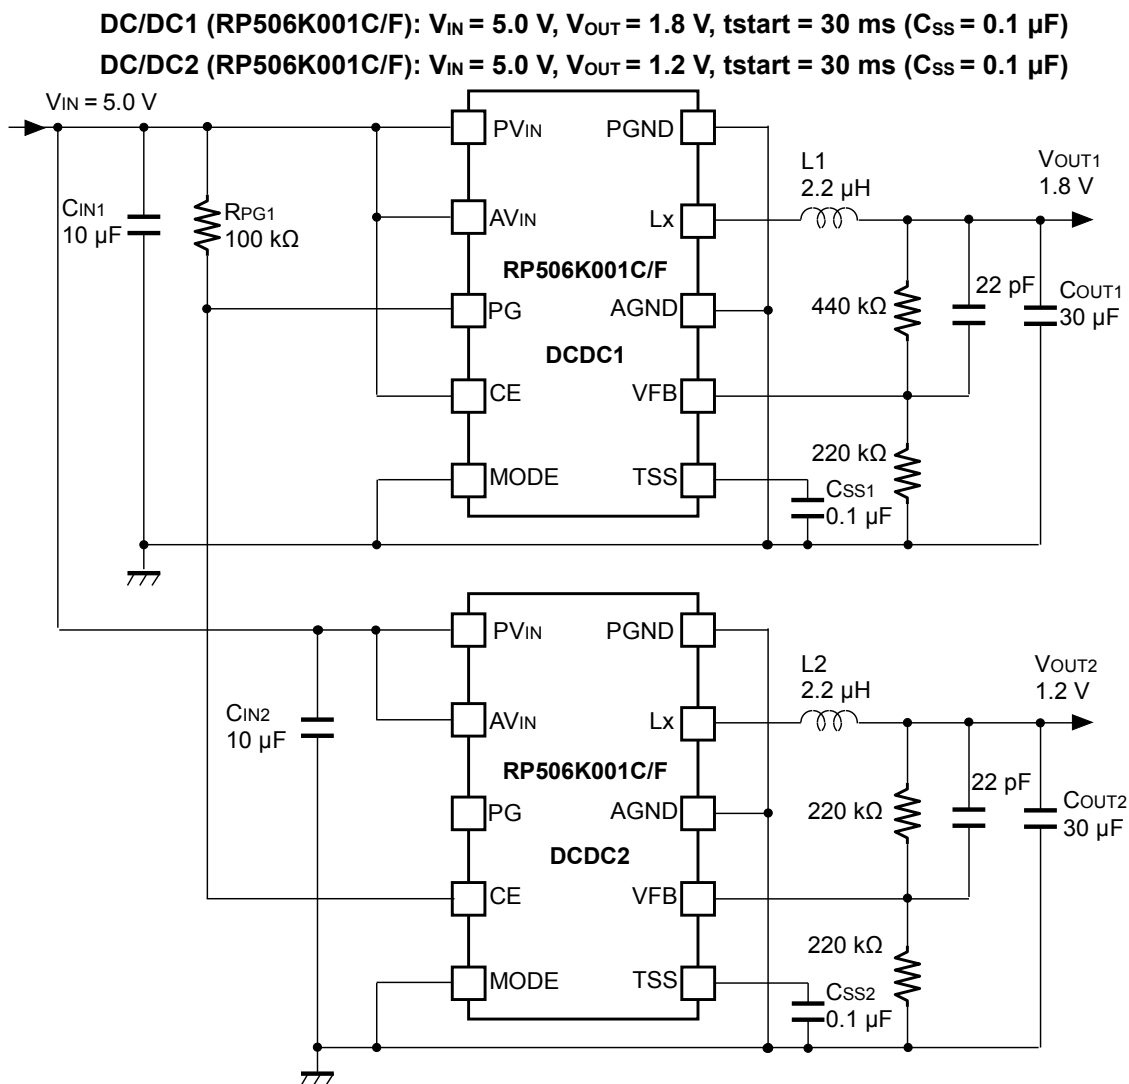 DC/DC1 (RP506K001C/F): VIN = 5.0 V, VOUT = 1.8 V, tstart = 30 ms (CSS = 0.1 µF)
DC/DC2 (RP506K001C/F): VIN = 5.0 V, VOUT = 1.2 V, tstart = 30 ms (CSS = 0.1 µF)
VIN = 5.0 V
PVIN
PGND
L1
2.2 µH
VOUT1
1.8 V
CIN1
10 µF
RPG1
100 kΩ
AVIN
Lx
RP506K001C/F
PG
AGND
440 kΩ
22 pF
COUT1
30 µF
DCDC1
CE
VFB
MODE
TSS
220 kΩ
CSS1
0.1 µF
PVIN
PGND
L2
2.2 µH
VOUT2
1.2 V
CIN2
10 µF
AVIN
Lx
RP506K001C/F
PG
AGND
220 kΩ
22 pF
COUT2
30 µF
DCDC2
CE
VFB
MODE
TSS
220 kΩ
CSS2
0.1 µF